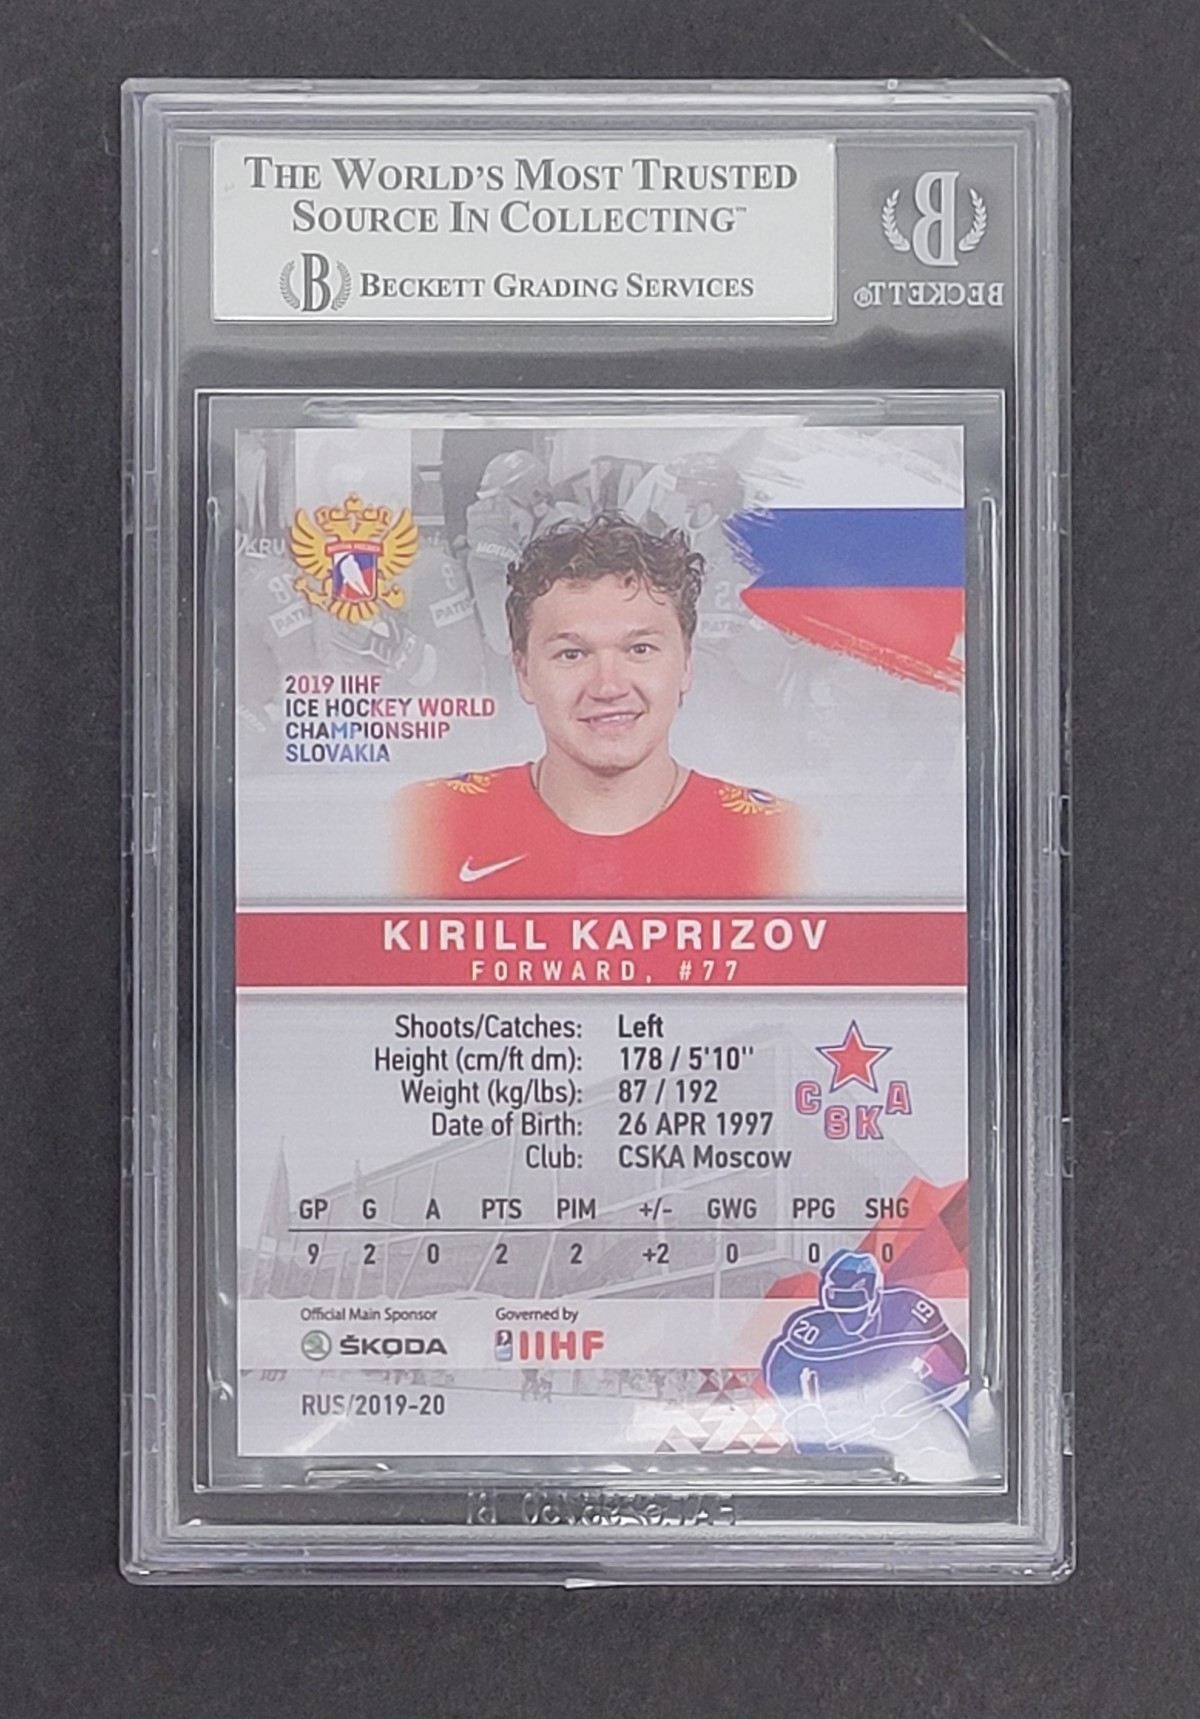 THE WORLD'S MOST TRUSTED
SOURCE IN COLLECTING™
B BECKETT GRADING SERVICES
B
BECKETT®
2019 IIHF
ICE HOCKEY WORLD
CHAMPIONSHIP
SLOVAKIA
KIRILL KAPRIZOV
FORWARD, #77
Shoots/Catches: Left
Height (cm/ft dm): 178 / 5'10"
Weight (kg/lbs): 87 / 192
Date of Birth: 26 APR 1997
Club: CSKA Moscow
CSKA
GP G A PTS PIM +/- GWG PPG SHG
9 2 0 2 2 +2 0 0 0
Official Main Sponsor Governed by
ŠKODA IIHF
20 19
RUS/2019-20